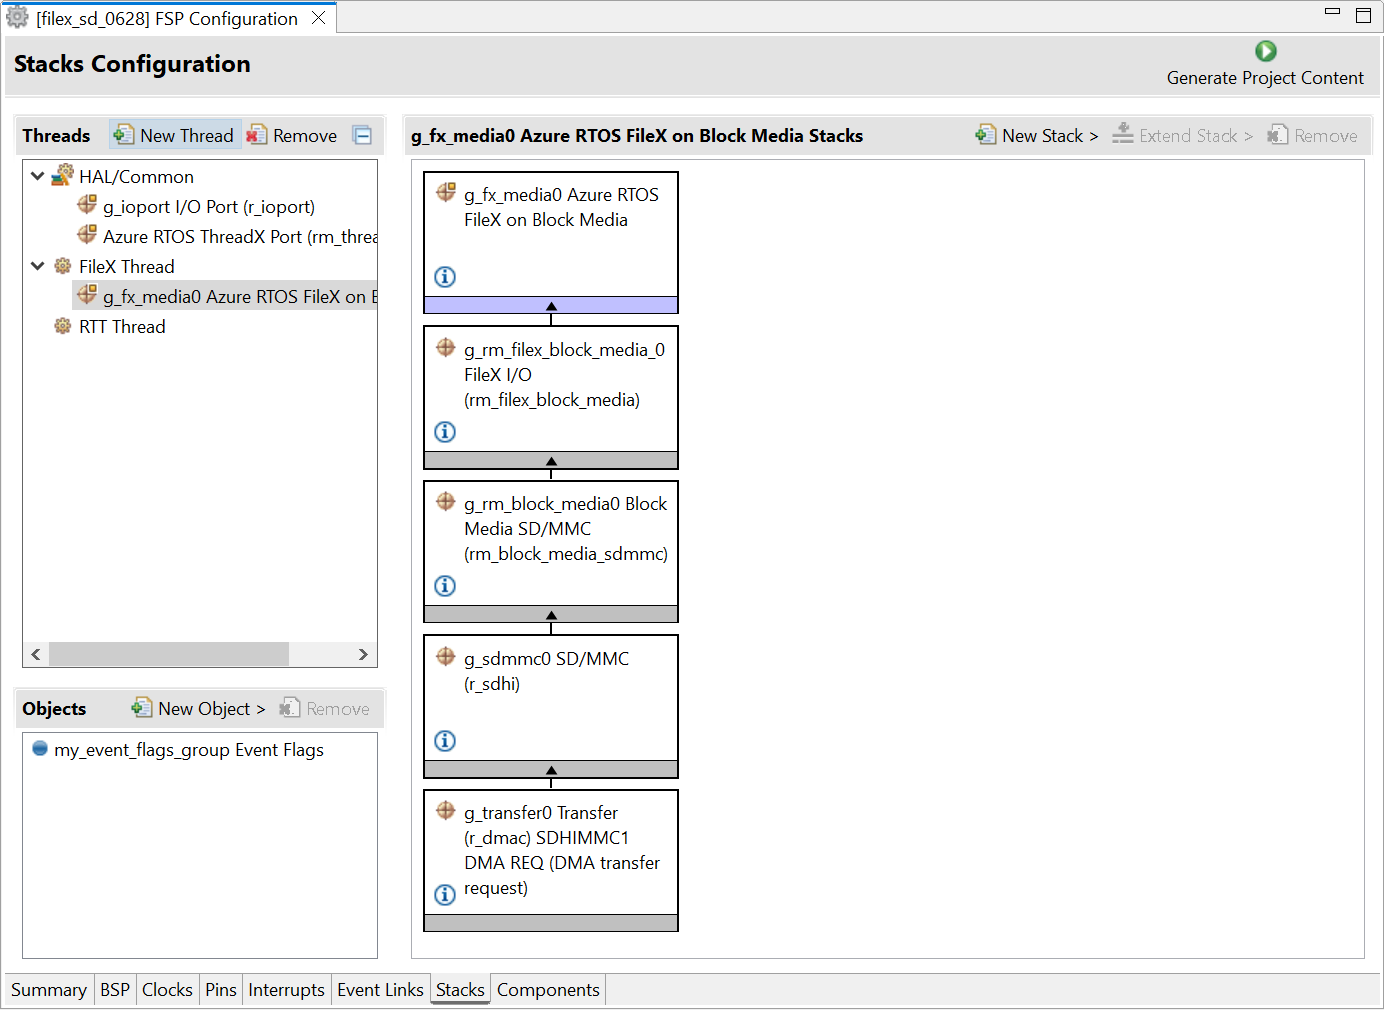 [filex_sd_0628] FSP Configuration
Stacks Configuration
Generate Project Content
Threads
New Thread
Remove
HAL/Common
g_ioport I/O Port (r_ioport)
Azure RTOS ThreadX Port (rm_threa
FileX Thread
g_fx_media0 Azure RTOS FileX on E
RTT Thread
Objects
New Object >
Remove
my_event_flags_group Event Flags
g_fx_media0 Azure RTOS FileX on Block Media Stacks
New Stack >
Extend Stack >
Remove
g_fx_media0 Azure RTOS
FileX on Block Media
g_rm_filex_block_media_0
FileX I/O
(rm_filex_block_media)
g_rm_block_media0 Block
Media SD/MMC
(rm_block_media_sdmmc)
g_sdmmc0 SD/MMC
(r_sdhi)
g_transfer0 Transfer
(r_dmac) SDHIMMC1
DMA REQ (DMA transfer
request)
Summary
BSP
Clocks
Pins
Interrupts
Event Links
Stacks
Components